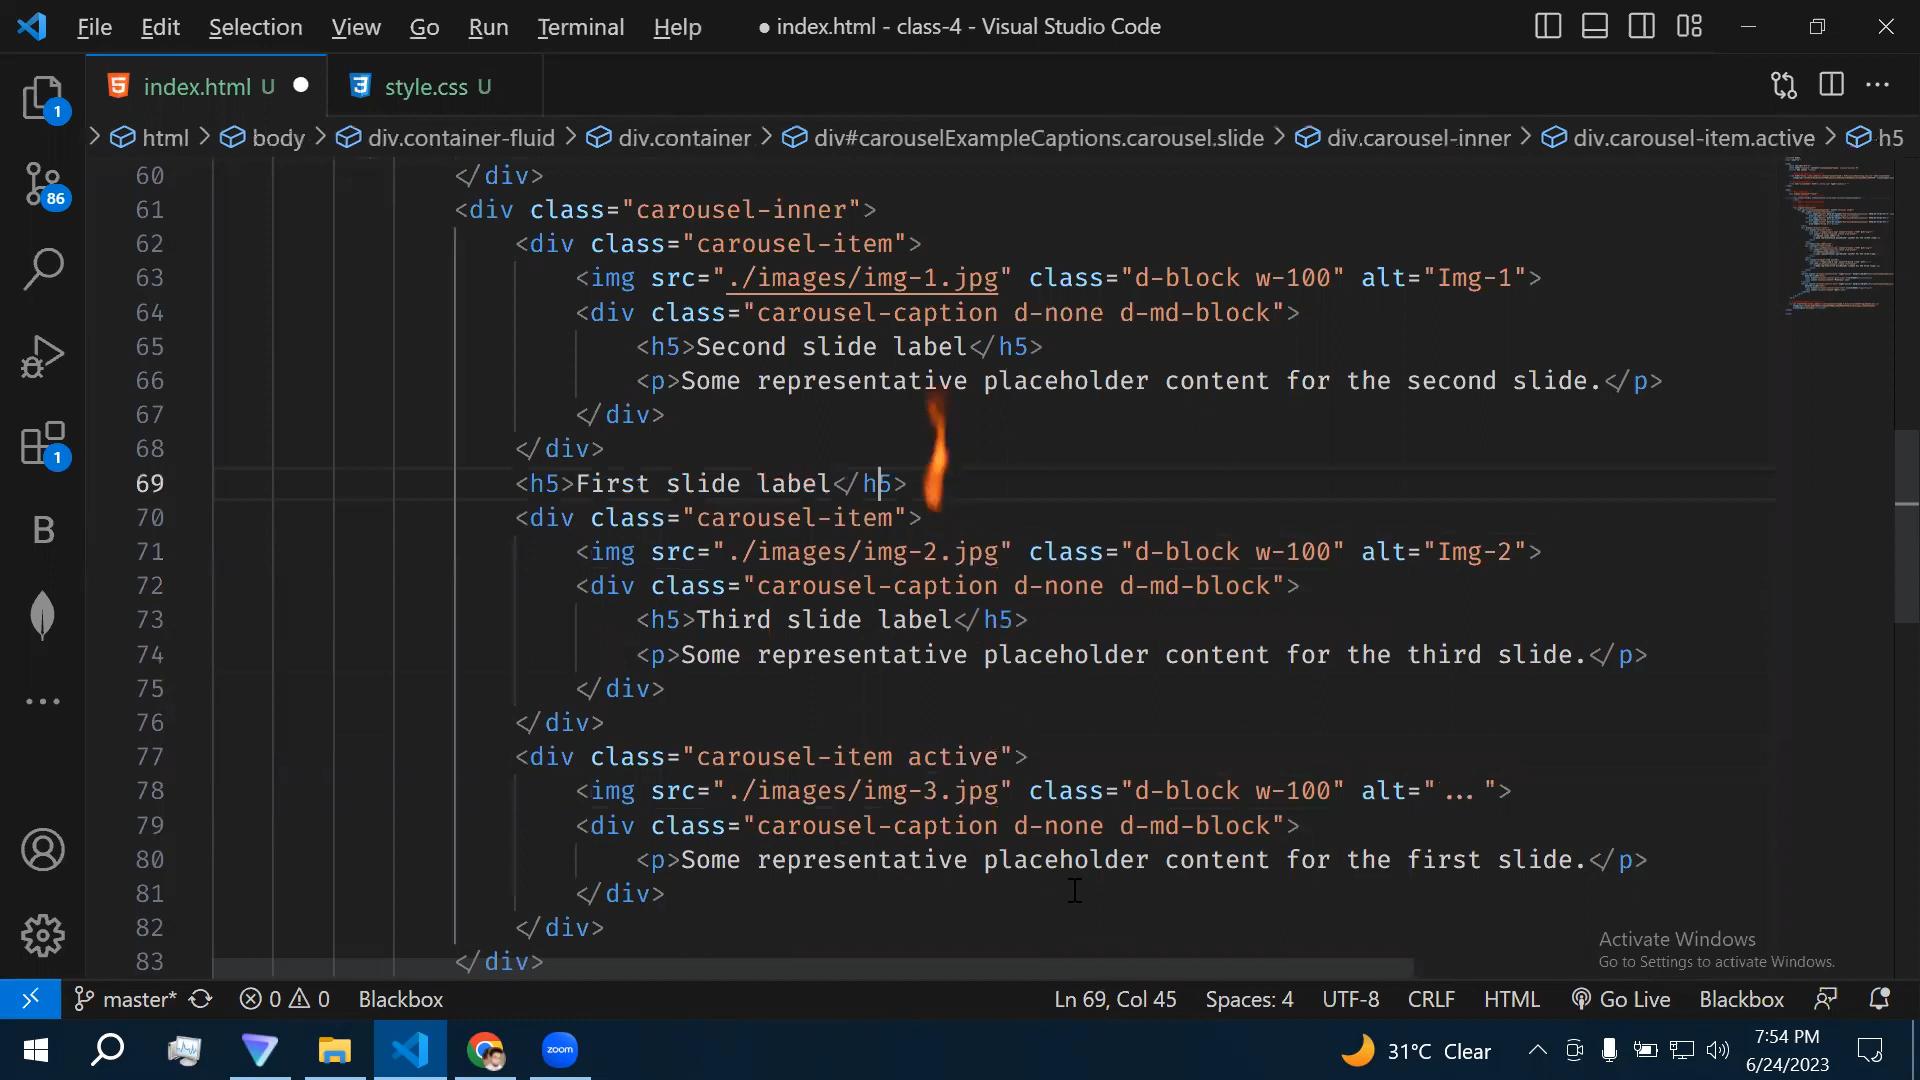 File Edit Selection View Go Run Terminal Help ● index.html - class-4 - Visual Studio Code
index.html U ● style.css U
> html > body > div.container-fluid > div.container > div#carouselExampleCaptions.carousel.slide > div.carousel-inner > div.carousel-item.active > h5
60 </div>
61 <div class="carousel-inner">
62 <div class="carousel-item">
63 <img src="./images/img-1.jpg" class="d-block w-100" alt="Img-1">
64 <div class="carousel-caption d-none d-md-block">
65 <h5>Second slide label</h5>
66 <p>Some representative placeholder content for the second slide.</p>
67 </div>
68 </div>
69 <h5>First slide label</h5>
70 <div class="carousel-item">
71 <img src="./images/img-2.jpg" class="d-block w-100" alt="Img-2">
72 <div class="carousel-caption d-none d-md-block">
73 <h5>Third slide label</h5>
74 <p>Some representative placeholder content for the third slide.</p>
75 </div>
76 </div>
77 <div class="carousel-item active">
78 <img src="./images/img-3.jpg" class="d-block w-100" alt="...">
79 <div class="carousel-caption d-none d-md-block">
80 <p>Some representative placeholder content for the first slide.</p>
81 </div>
82 </div>
83 </div>
1
86
1
B
Activate Windows
Go to Settings to activate Windows.
master* 0 0 Blackbox Ln 69, Col 45 Spaces: 4 UTF-8 CRLF HTML Go Live Blackbox
zoom 31°C Clear 7:54 PM
6/24/2023